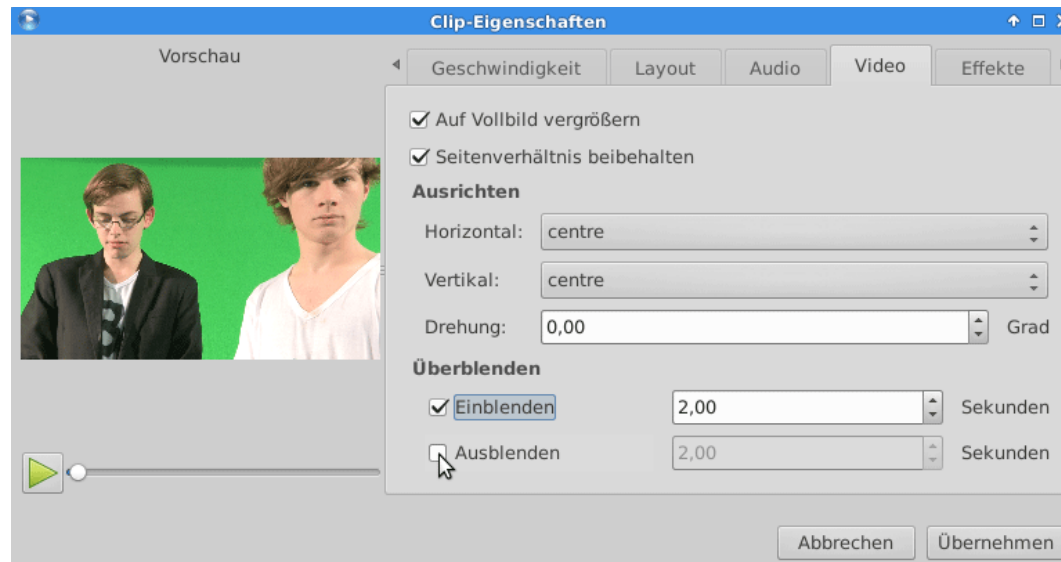 Clip-Eigenschaften
Vorschau
Geschwindigkeit Layout Audio Video Effekte
Auf Vollbild vergrößern
Seitenverhältnis beibehalten
Ausrichten
Horizontal: centre
Vertikal: centre
Drehung: 0,00 Grad
Überblenden
Einblenden 2,00 Sekunden
Ausblenden 2,00 Sekunden
Abbrechen Übernehmen